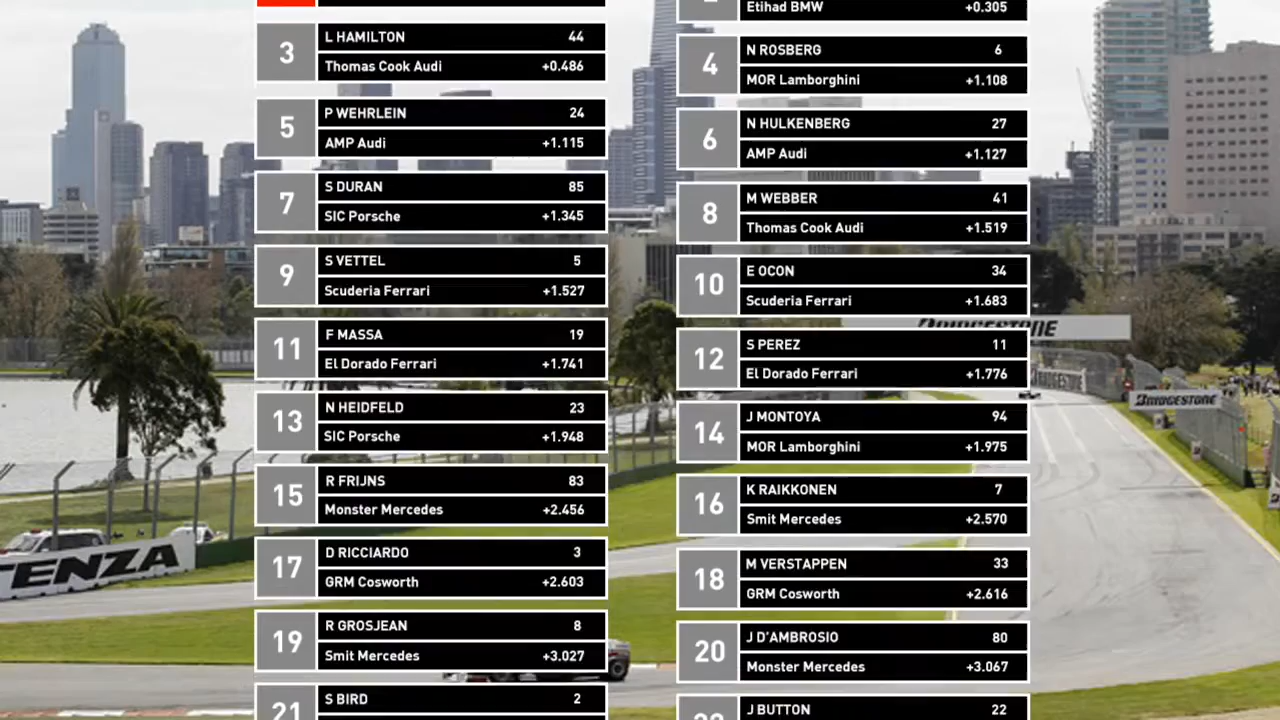 Etihad BMW +0.305
3 L HAMILTON 44
Thomas Cook Audi +0.486
4 N ROSBERG 6
MOR Lamborghini +1.108
5 P WEHRLEIN 24
AMP Audi +1.115
6 N HULKENBERG 27
AMP Audi +1.127
7 S DURAN 85
SIC Porsche +1.345
8 M WEBBER 41
Thomas Cook Audi +1.519
9 S VETTEL 5
Scuderia Ferrari +1.527
10 E OCON 34
Scuderia Ferrari +1.683
11 F MASSA 19
El Dorado Ferrari +1.741
12 S PEREZ 11
El Dorado Ferrari +1.776
13 N HEIDFELD 23
SIC Porsche +1.948
14 J MONTOYA 94
MOR Lamborghini +1.975
15 R FRIJNS 83
Monster Mercedes +2.456
16 K RAIKKONEN 7
Smit Mercedes +2.570
17 D RICCIARDO 3
GRM Cosworth +2.603
18 M VERSTAPPEN 33
GRM Cosworth +2.616
19 R GROSJEAN 8
Smit Mercedes +3.027
20 J D'AMBROSIO 80
Monster Mercedes +3.067
21 S BIRD 2
J BUTTON 22
BRIDGESTONE
BRIDGESTONE
BRIDGESTONE
TENZA